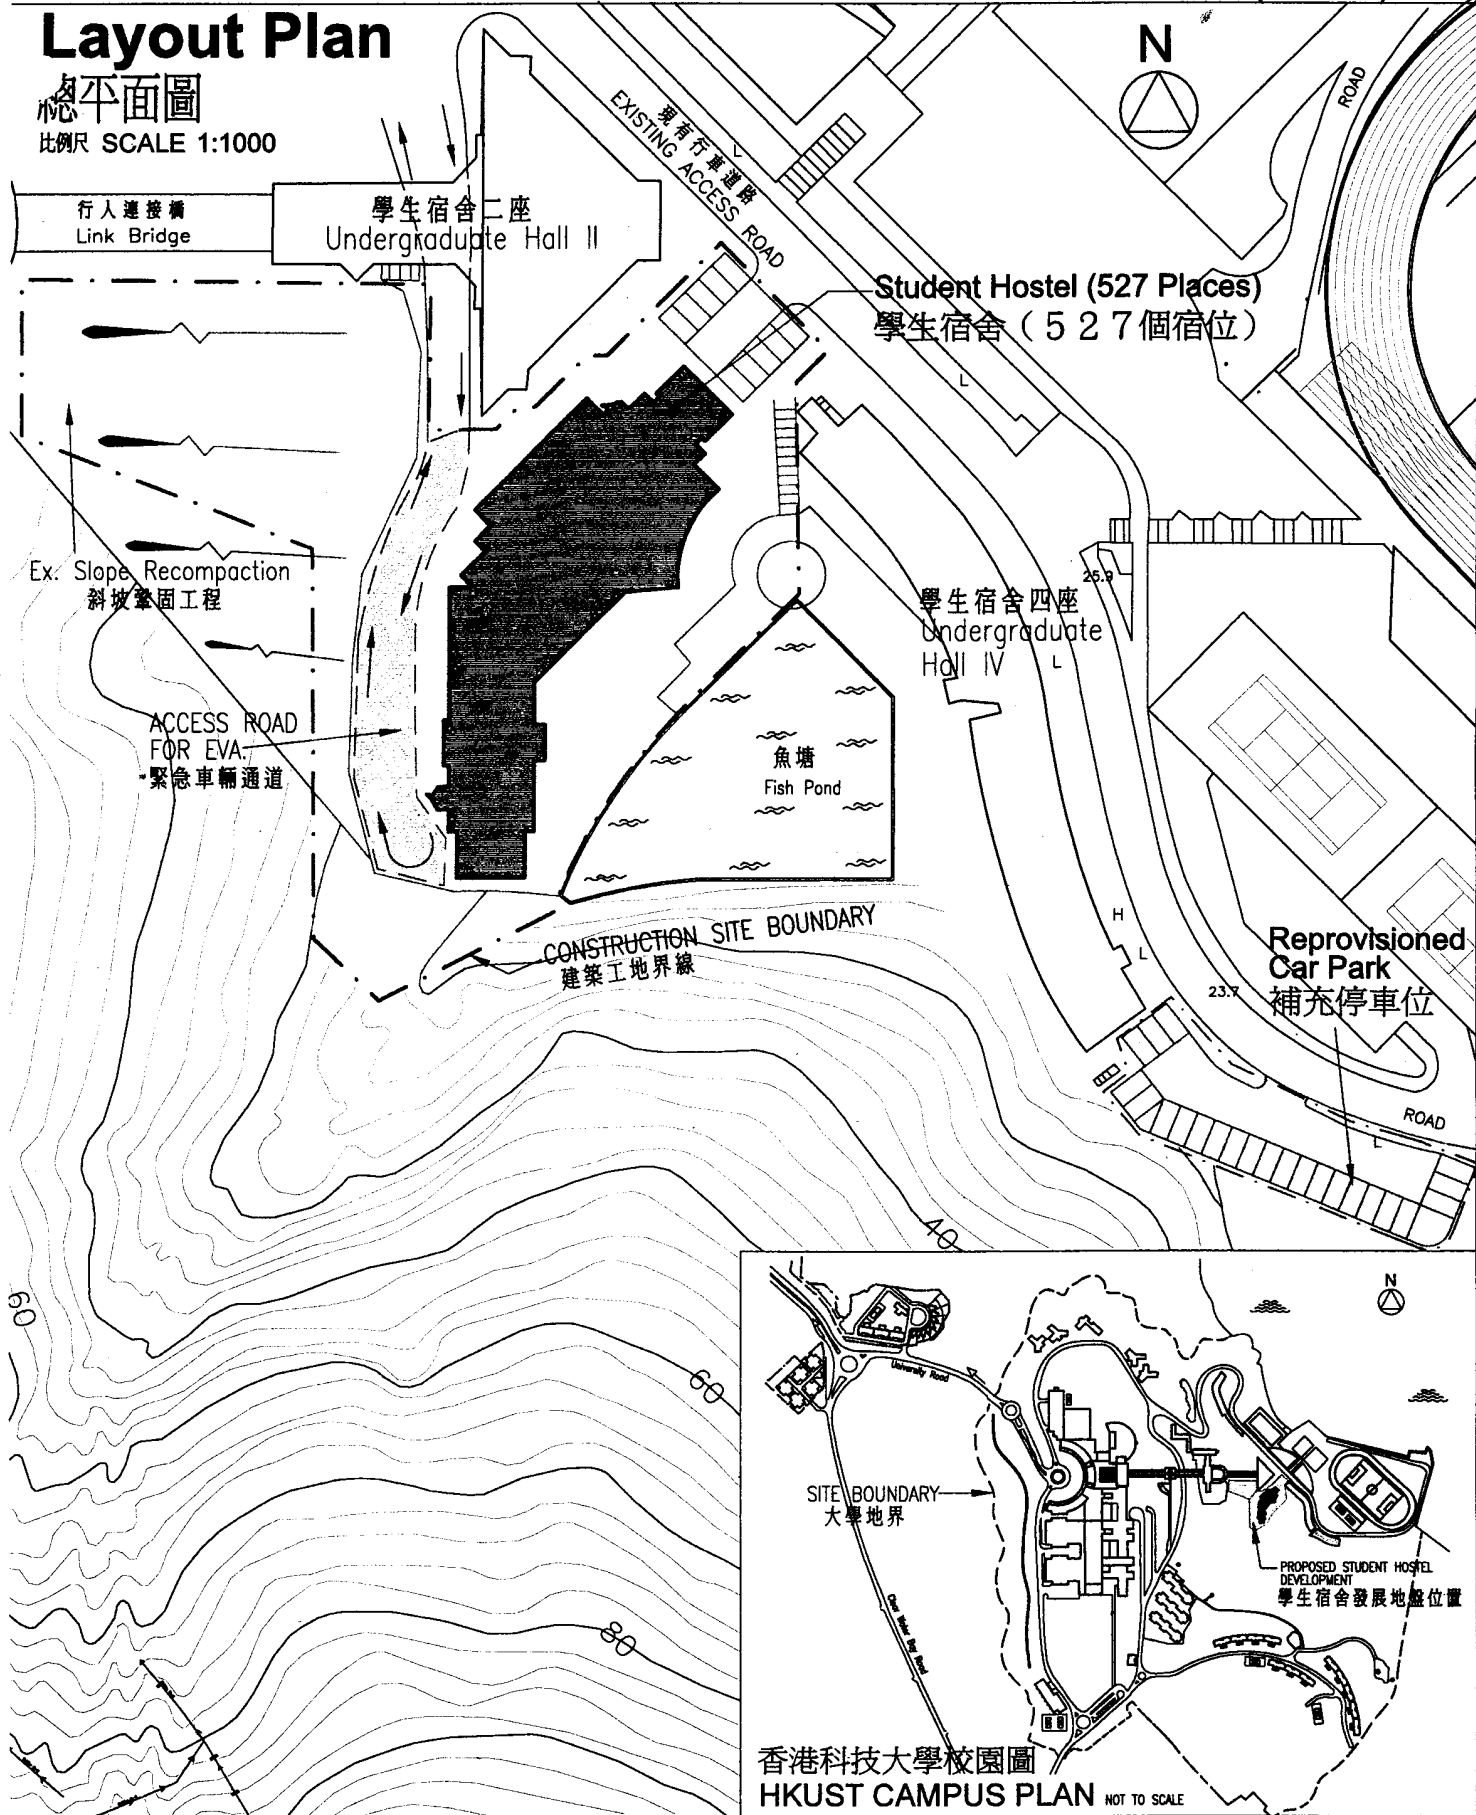 Layout Plan
總平面圖
比例尺 SCALE 1:1000
N
ROAD
現有行車道路
EXISTING ACCESS ROAD
L
行人連接橋
Link Bridge
學生宿舍二座
Undergraduate Hall II
Student Hostel (527 Places)
學生宿舍（527個宿位）
L
Ex. Slope Recompaction
斜坡鞏固工程
25.9
學生宿舍四座
Undergraduate
Hall IV
L
ACCESS ROAD
FOR EVA.
緊急車輛通道
魚塘
Fish Pond
CONSTRUCTION SITE BOUNDARY
建築工地界線
H
L
23.7
Reprovisioned
Car Park
補充停車位
ROAD
L
40
60
60
80
N
University Road
SITE BOUNDARY
大學地界
Clear Water Bay Road
PROPOSED STUDENT HOSTEL
DEVELOPMENT
學生宿舍發展地盤位置
香港科技大學校園圖
HKUST CAMPUS PLAN NOT TO SCALE